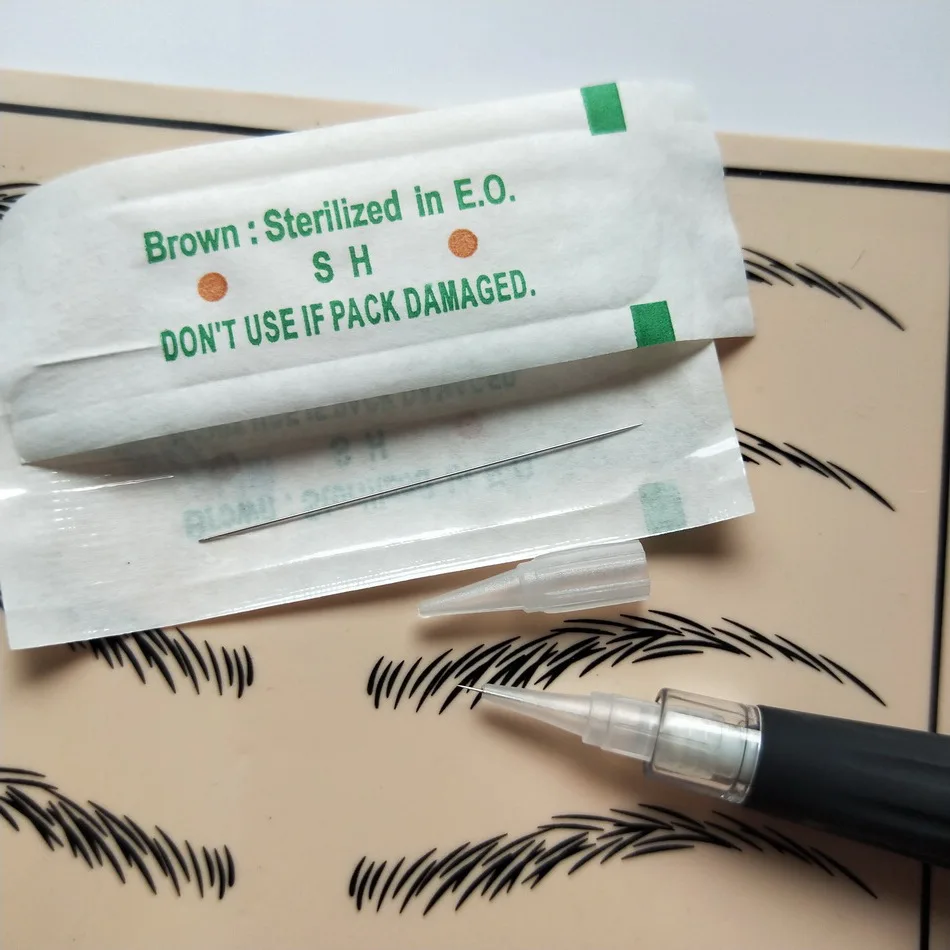 Brown : Sterilized in E.O.
S H
DON'T USE IF PACK DAMAGED.